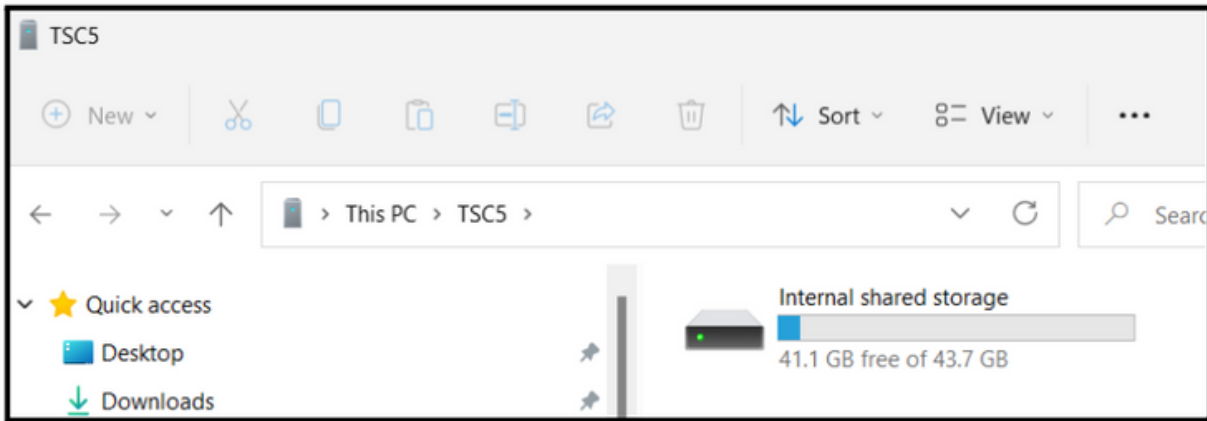 TSC5
New Sort View
This PC > TSC5 >
Searc
Quick access
Internal shared storage
Desktop
41.1 GB free of 43.7 GB
Downloads